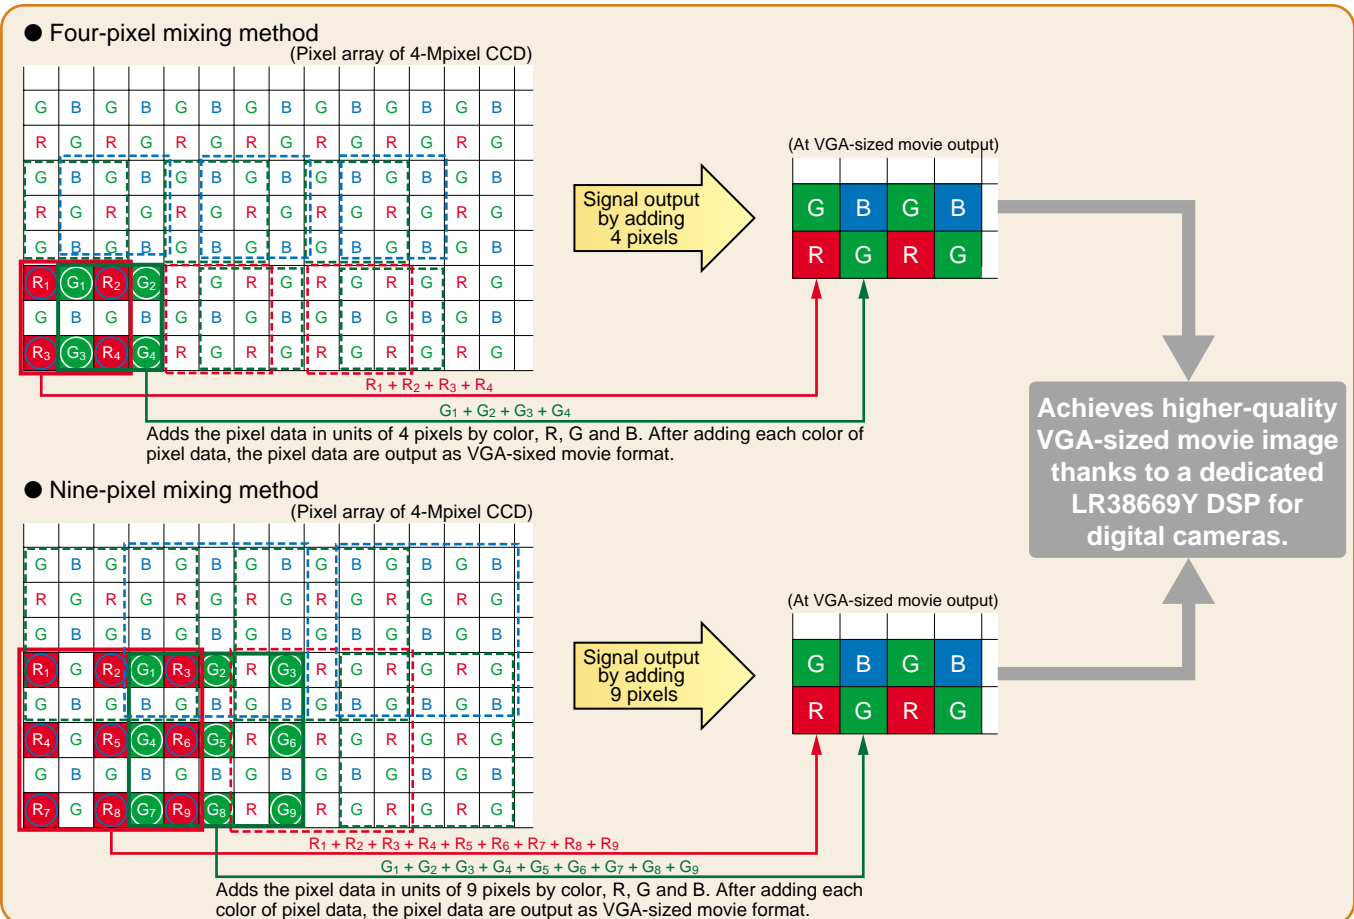 ● Four-pixel mixing method
(Pixel array of 4-Mpixel CCD)
G B G B G B G B G B G B G B
R G R G R G R G R G R G R G
G B G B G B G B G B G B G B
R G R G R G R G R G R G R G
G B G B G B G B G B G B G B
R1 G1 R2 G2 R G R G R G R G R G
G B G B G B G B G B G B G B
R3 G3 R4 G4 R G R G R G R G R G
R1 + R2 + R3 + R4
G1 + G2 + G3 + G4
Signal output
by adding
4 pixels
(At VGA-sized movie output)
G B G B
R G R G
Adds the pixel data in units of 4 pixels by color, R, G and B. After adding each color of
pixel data, the pixel data are output as VGA-sized movie format.
● Nine-pixel mixing method
(Pixel array of 4-Mpixel CCD)
G B G B G B G B G B G B G B
R G R G R G R G R G R G R G
G B G B G B G B G B G B G B
R1 G R2 G1 R3 G2 R G3 R G R G R G
G B G B G B G B G B G B G B
R4 G R5 G4 R6 G5 R G6 R G R G R G
G B G B G B G B G B G B G B
R7 G R8 G7 R9 G8 R G9 R G R G R G
R1 + R2 + R3 + R4 + R5 + R6 + R7 + R8 + R9
G1 + G2 + G3 + G4 + G5 + G6 + G7 + G8 + G9
Signal output
by adding
9 pixels
(At VGA-sized movie output)
G B G B
R G R G
Adds the pixel data in units of 9 pixels by color, R, G and B. After adding each
color of pixel data, the pixel data are output as VGA-sized movie format.
Achieves higher-quality
VGA-sized movie image
thanks to a dedicated
LR38669Y DSP for
digital cameras.